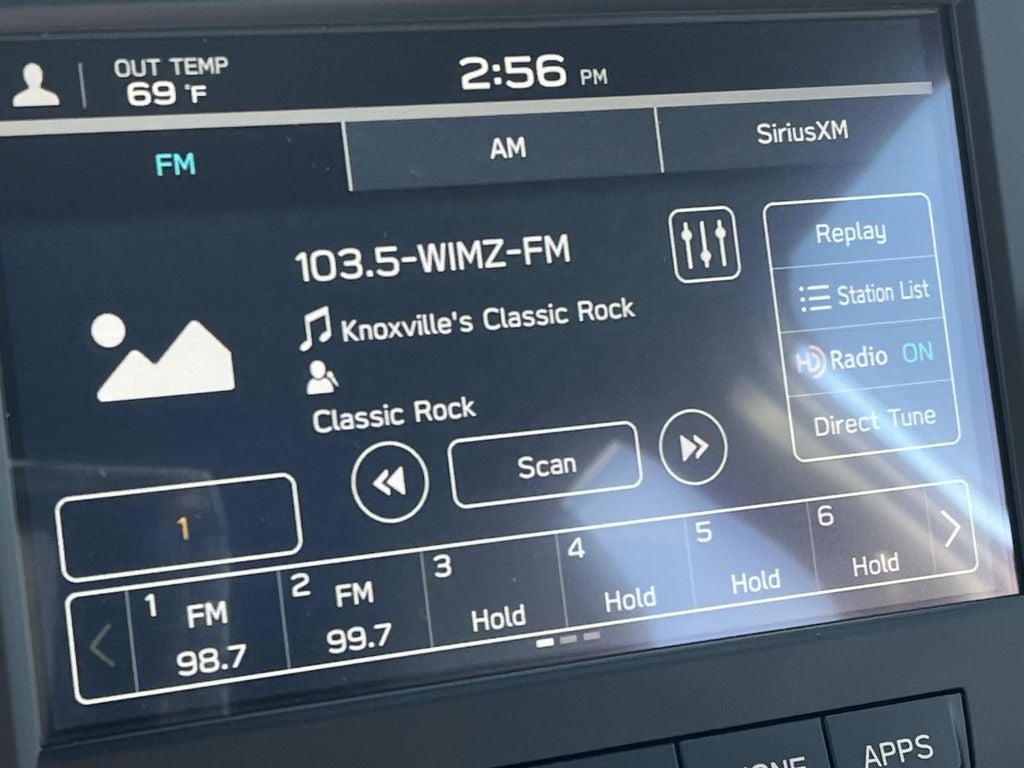 OUT TEMP
69 °F
2:56 PM
FM
AM
SiriusXM
103.5-WIMZ-FM
Knoxville's Classic Rock
Classic Rock
Replay
Station List
HD Radio ON
Direct Tune
Scan
1
1 FM 98.7
2 FM 99.7
3 Hold
4 Hold
5 Hold
6 Hold
APPS